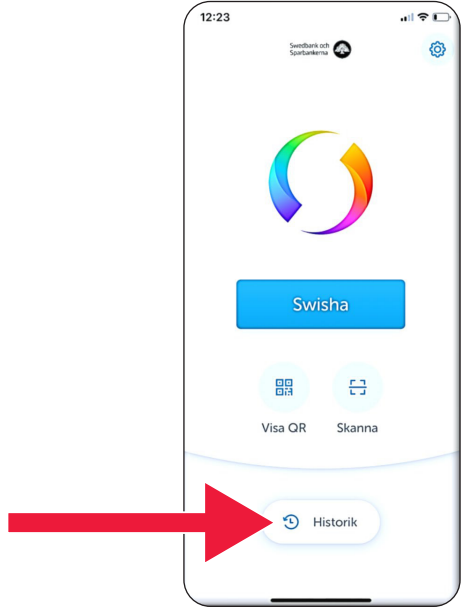 12:23
Swedbank och
Sparbankerna
Swisha
Visa QR
Skanna
Historik